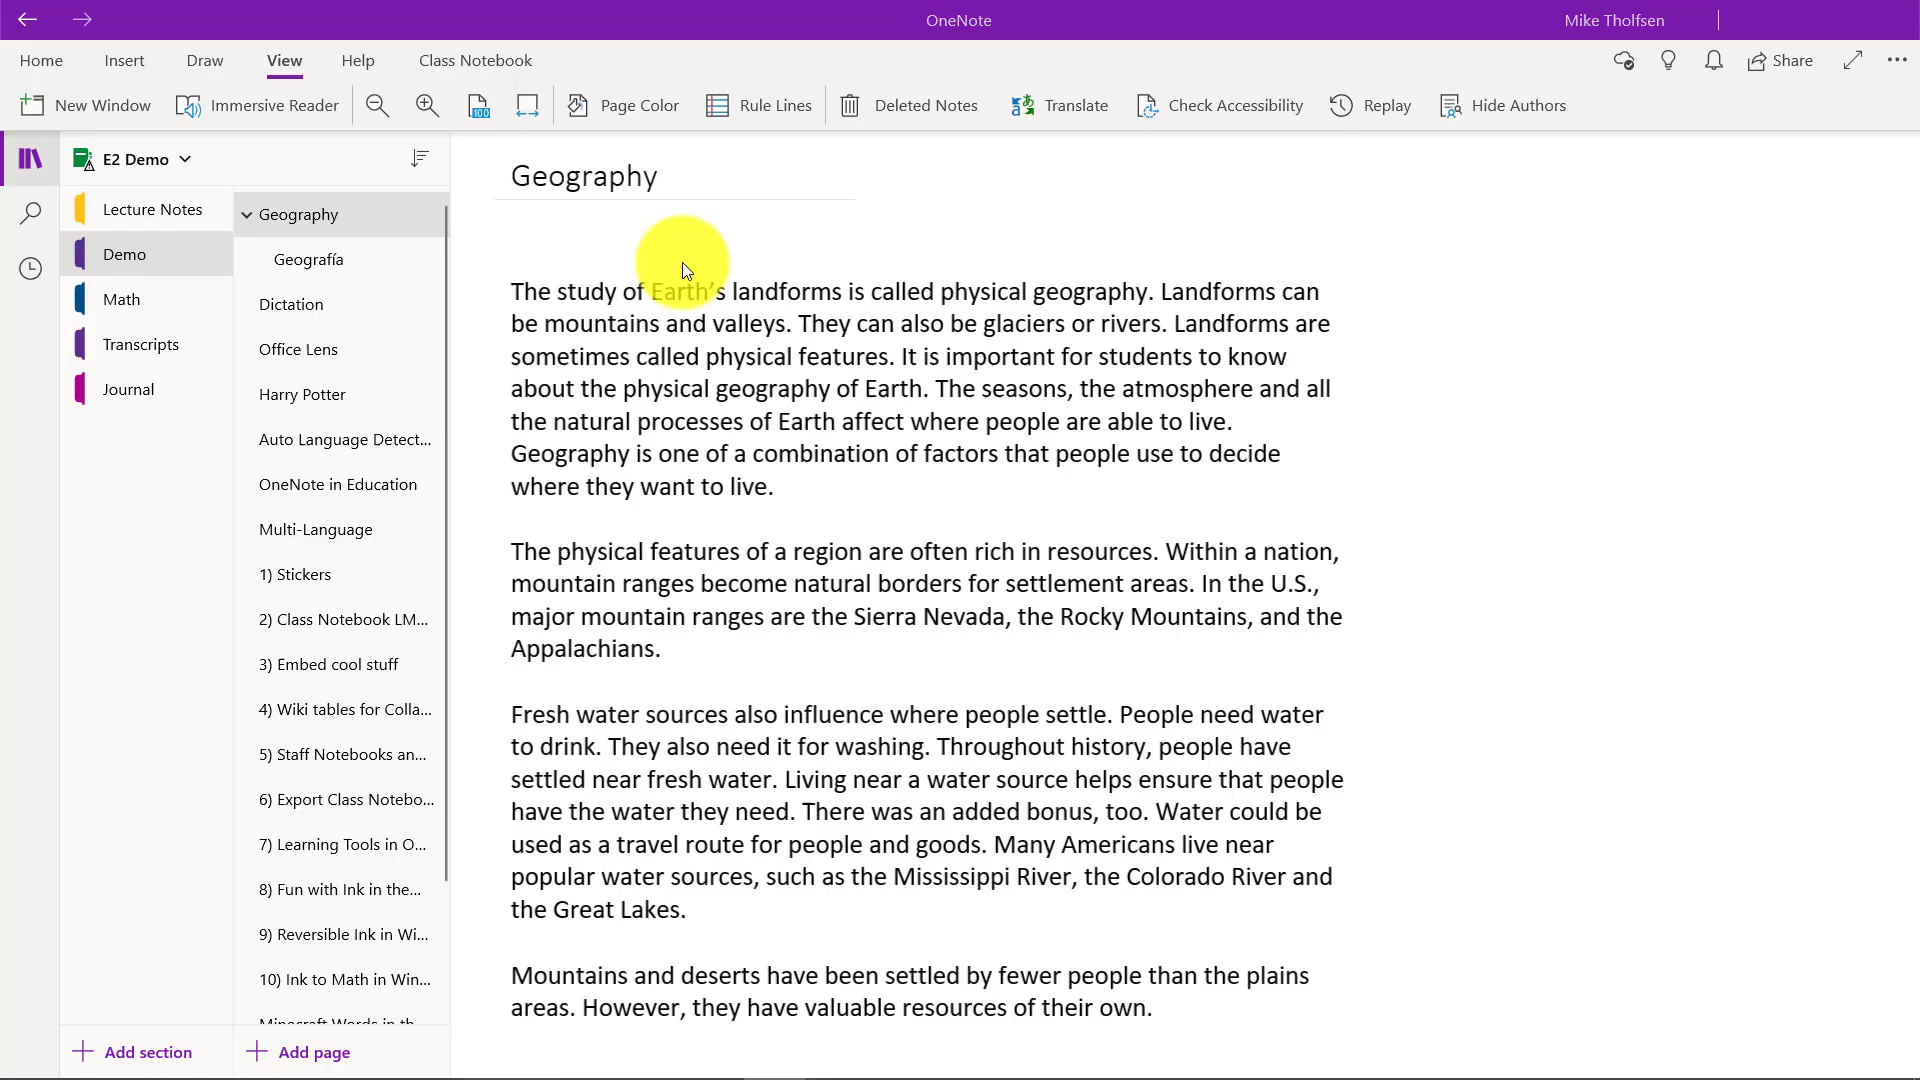 OneNote
Mike Tholfsen
Home Insert Draw View Help Class Notebook
Share
New Window Immersive Reader 100 Page Color Rule Lines Deleted Notes Translate Check Accessibility Replay Hide Authors
E2 Demo
Lecture Notes
Demo
Math
Transcripts
Journal
Add section
Geography
Geografía
Dictation
Office Lens
Harry Potter
Auto Language Detect...
OneNote in Education
Multi-Language
1) Stickers
2) Class Notebook LM...
3) Embed cool stuff
4) Wiki tables for Colla...
5) Staff Notebooks an...
6) Export Class Notebo...
7) Learning Tools in O...
8) Fun with Ink in the...
9) Reversible Ink in Wi...
10) Ink to Math in Win...
Minecraft Words in th...
Add page
Geography
The study of Earth’s landforms is called physical geography. Landforms can
be mountains and valleys. They can also be glaciers or rivers. Landforms are
sometimes called physical features. It is important for students to know
about the physical geography of Earth. The seasons, the atmosphere and all
the natural processes of Earth affect where people are able to live.
Geography is one of a combination of factors that people use to decide
where they want to live.
The physical features of a region are often rich in resources. Within a nation,
mountain ranges become natural borders for settlement areas. In the U.S.,
major mountain ranges are the Sierra Nevada, the Rocky Mountains, and the
Appalachians.
Fresh water sources also influence where people settle. People need water
to drink. They also need it for washing. Throughout history, people have
settled near fresh water. Living near a water source helps ensure that people
have the water they need. There was an added bonus, too. Water could be
used as a travel route for people and goods. Many Americans live near
popular water sources, such as the Mississippi River, the Colorado River and
the Great Lakes.
Mountains and deserts have been settled by fewer people than the plains
areas. However, they have valuable resources of their own.